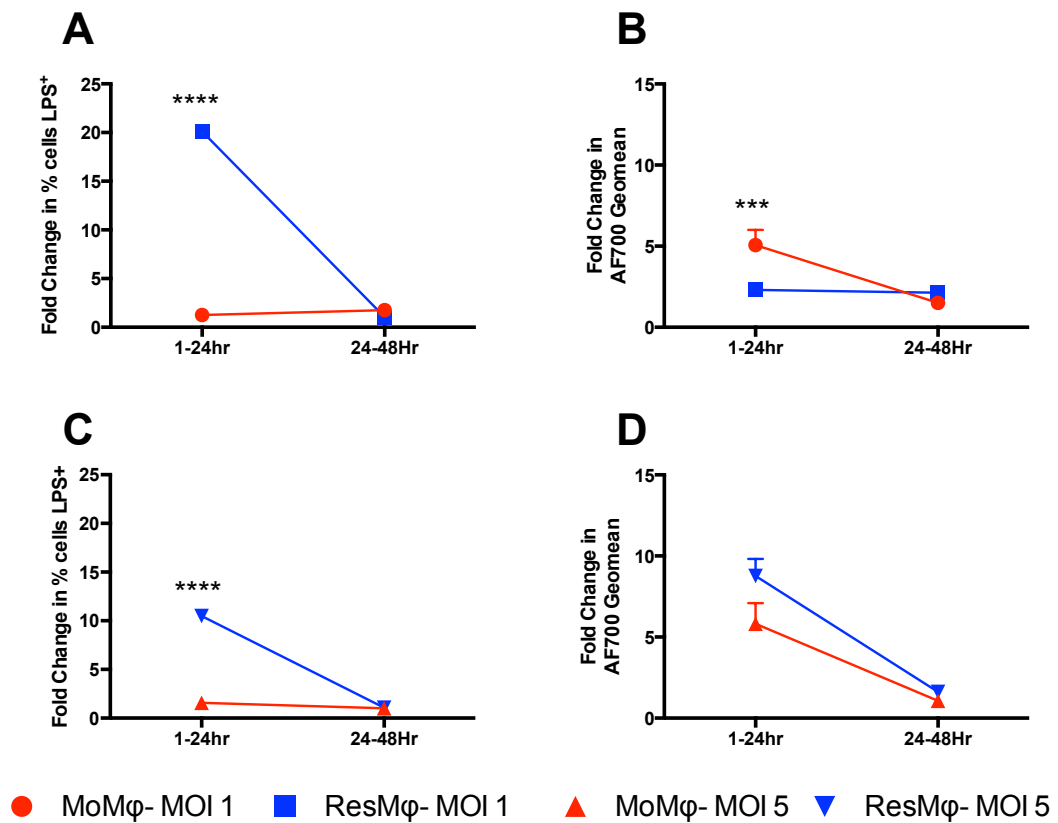 A
Fold Change in % cells LPS⁺
25
20
15
10
5
0
****
1-24hr
24-48Hr
B
Fold Change in
AF700 Geomean
15
10
5
0
***
1-24hr
24-48Hr
C
Fold Change in % cells LPS+
25
20
15
10
5
0
****
1-24hr
24-48Hr
D
Fold Change in
AF700 Geomean
15
10
5
0
1-24hr
24-48Hr
MoMφ- MOI 1 ResMφ- MOI 1 MoMφ- MOI 5 ResMφ- MOI 5